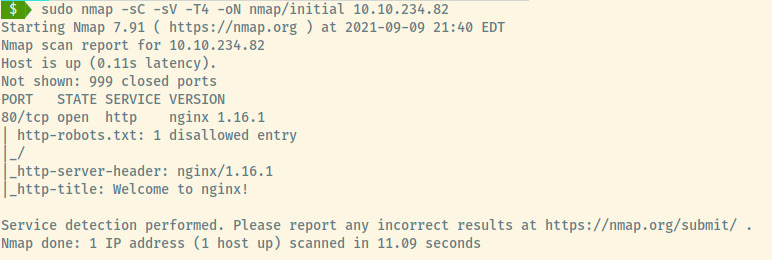 $ sudo nmap -sC -sV -T4 -oN nmap/initial 10.10.234.82
Starting Nmap 7.91 ( https://nmap.org ) at 2021-09-09 21:40 EDT
Nmap scan report for 10.10.234.82
Host is up (0.11s latency).
Not shown: 999 closed ports
PORT   STATE SERVICE VERSION
80/tcp open  http    nginx 1.16.1
| http-robots.txt: 1 disallowed entry
|_/
|_http-server-header: nginx/1.16.1
|_http-title: Welcome to nginx!
Service detection performed. Please report any incorrect results at https://nmap.org/submit/ .
Nmap done: 1 IP address (1 host up) scanned in 11.09 seconds